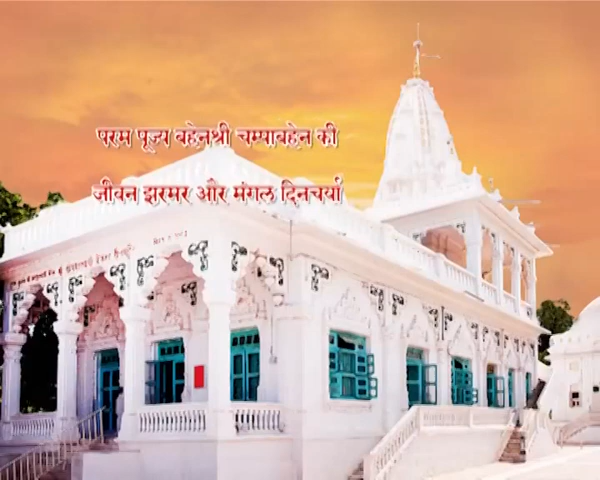 परम पूज्य बहेनश्री चम्पाबहेन की
जीवन झरमर और मंगल दिनचर्या